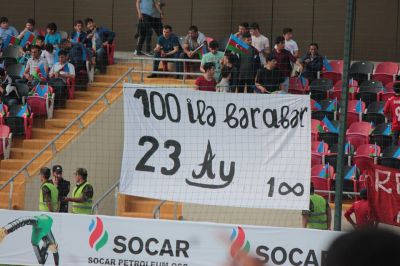 100 ilə bərabər
23 Ay
1∞
SOCAR
SOCAR
SOCAR PETROLEUM